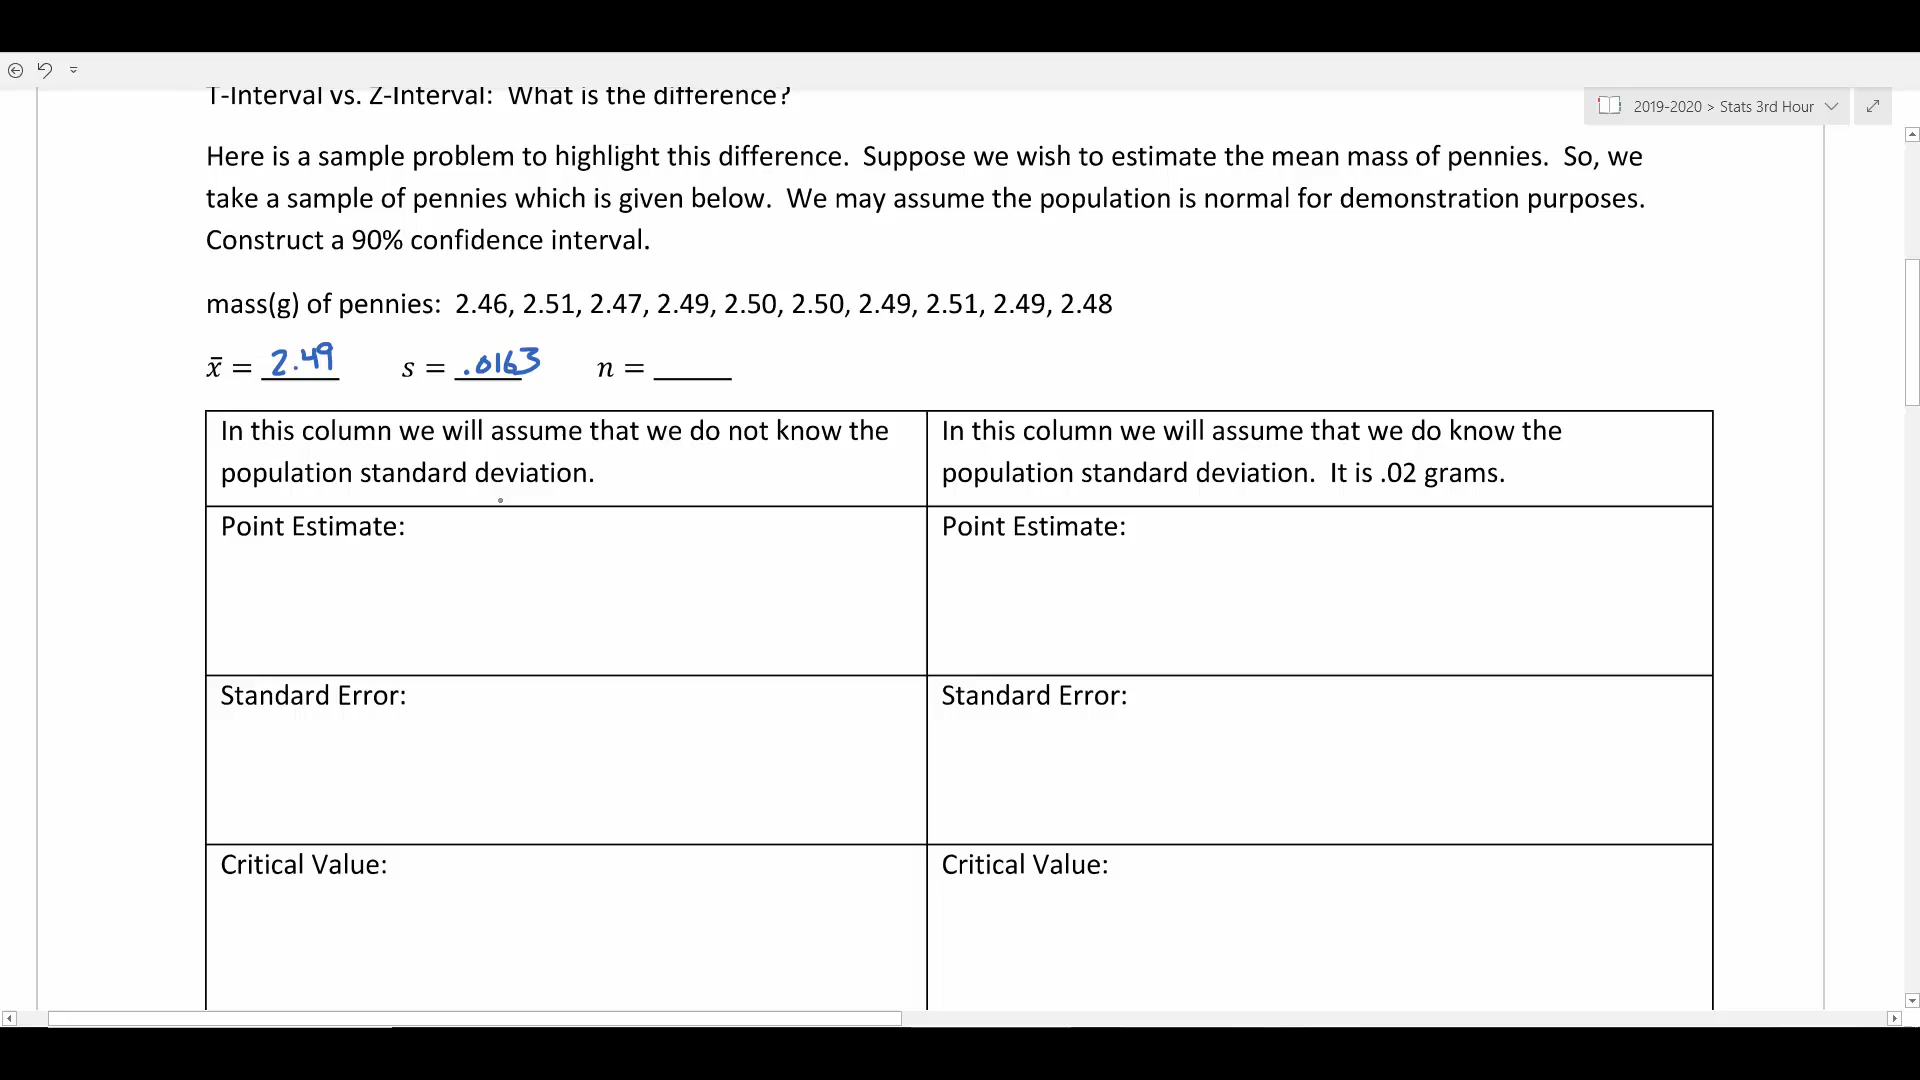 T-Interval vs. Z-Interval: What is the difference?
2019-2020 > Stats 3rd Hour
Here is a sample problem to highlight this difference. Suppose we wish to estimate the mean mass of pennies. So, we
take a sample of pennies which is given below. We may assume the population is normal for demonstration purposes.
Construct a 90% confidence interval.
mass(g) of pennies: 2.46, 2.51, 2.47, 2.49, 2.50, 2.50, 2.49, 2.51, 2.49, 2.48
x̄ = 2.49 s = .0163 n = ______
In this column we will assume that we do not know the
population standard deviation.
In this column we will assume that we do know the
population standard deviation. It is .02 grams.
Point Estimate:
Point Estimate:
Standard Error:
Standard Error:
Critical Value:
Critical Value: